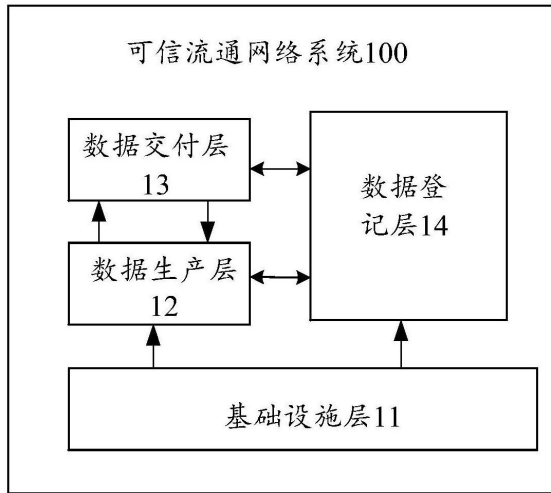 可信流通网络系统100
数据交付层
13
数据登
记层14
数据生产层
12
基础设施层11